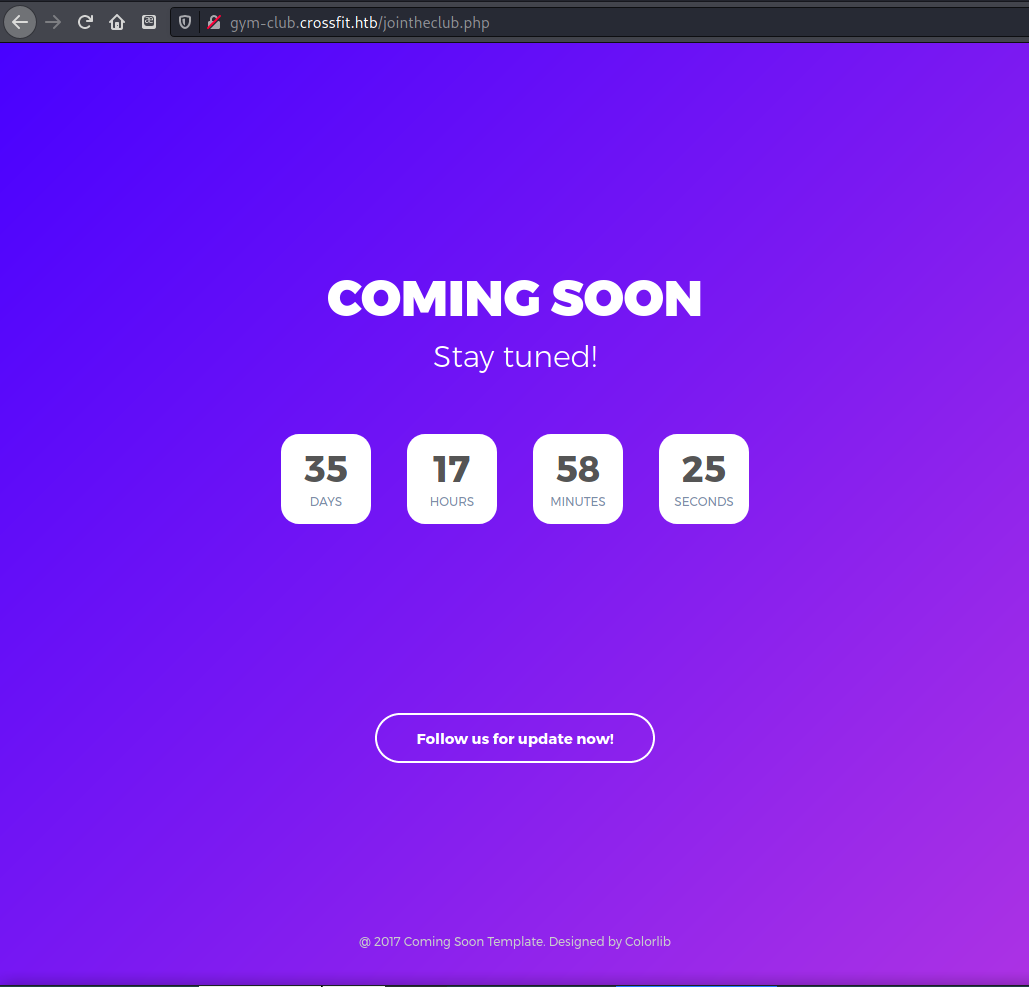 gym-club.crossfit.htb/jointheclub.php
COMING SOON
Stay tuned!
35 17 58 25
DAYS HOURS MINUTES SECONDS
Follow us for update now!
@ 2017 Coming Soon Template. Designed by Colorlib